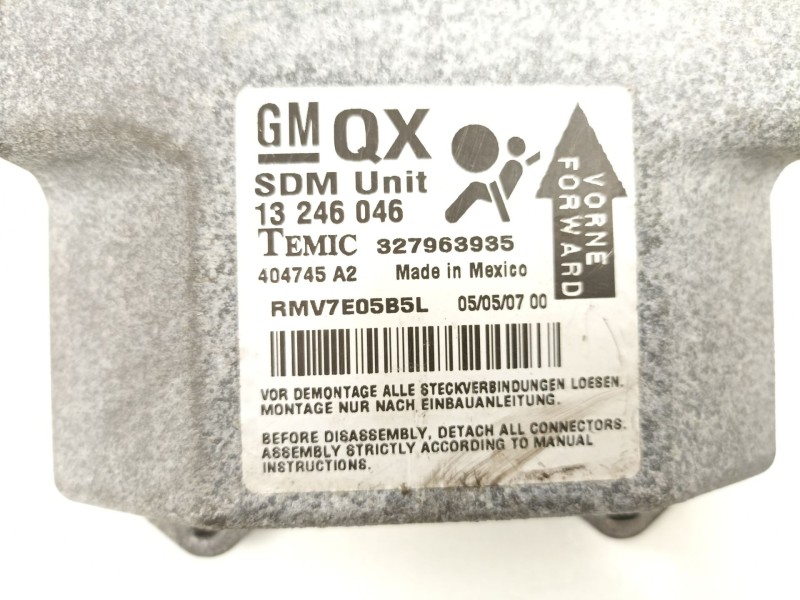 GM QX
SDM Unit
13 246 046
TEMIC 327963935
404745 A2 Made in Mexico
RMV7E05B5L 05/05/07 00
VORNE
FORWARD
VOR DEMONTAGE ALLE STECKVERBINDUNGEN LOESEN.
MONTAGE NUR NACH EINBAUANLEITUNG.
BEFORE DISASSEMBLY, DETACH ALL CONNECTORS.
ASSEMBLY STRICTLY ACCORDING TO MANUAL
INSTRUCTIONS.